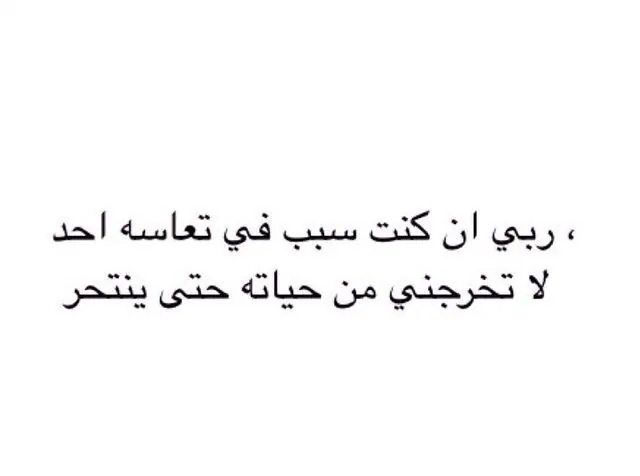 ، ربي ان كنت سبب في تعاسه احد
لا تخرجني من حياته حتى ينتحر